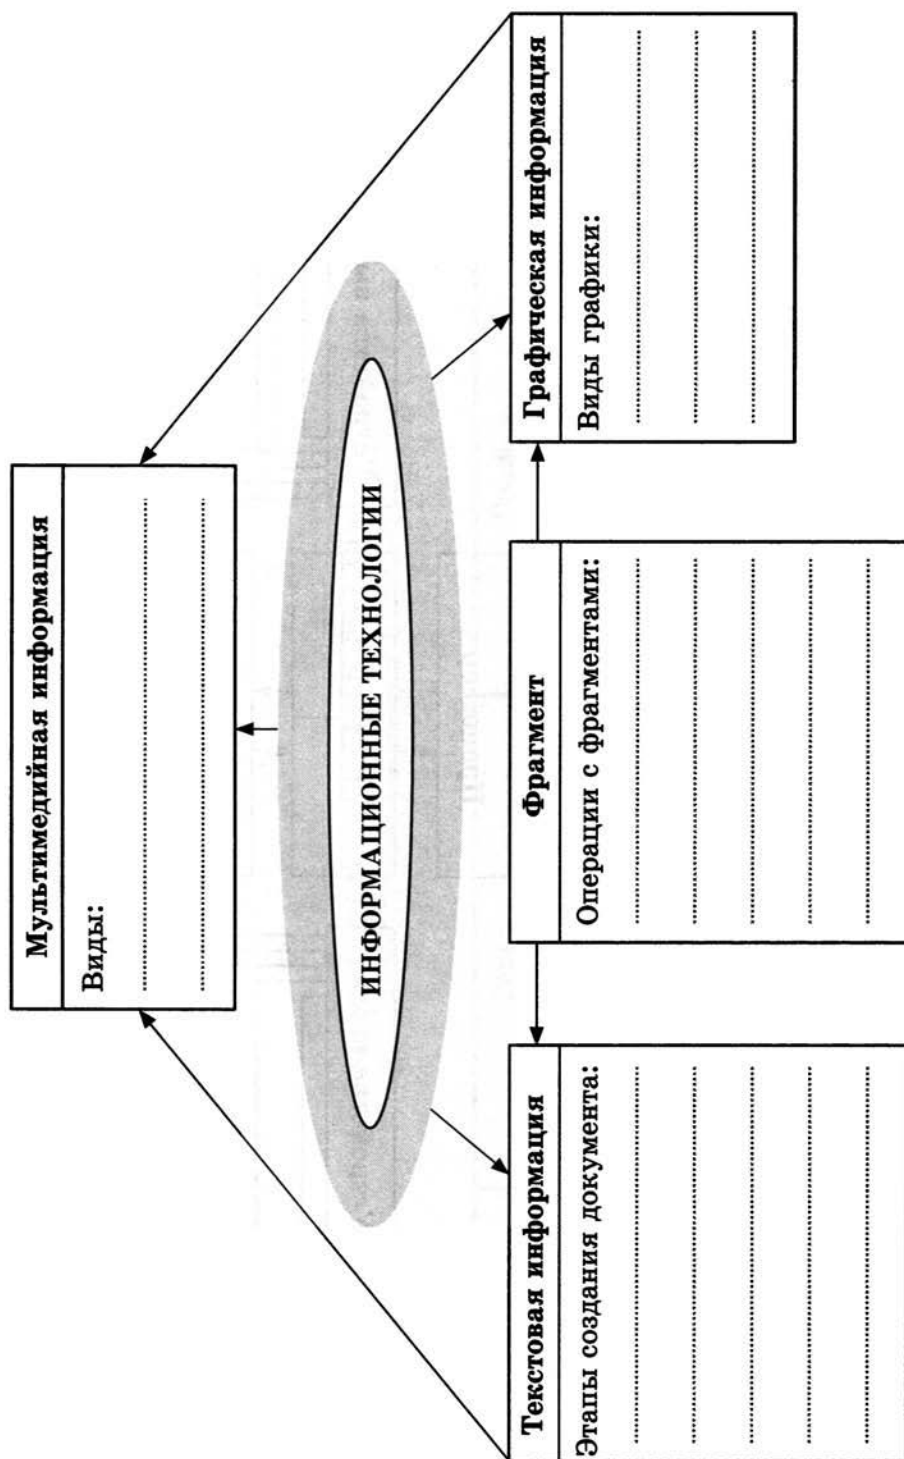 Мультимедийная информация
Виды:
ИНФОРМАЦИОННЫЕ ТЕХНОЛОГИИ
Текстовая информация
Этапы создания документа:
Фрагмент
Операции с фрагментами:
Графическая информация
Виды графики: